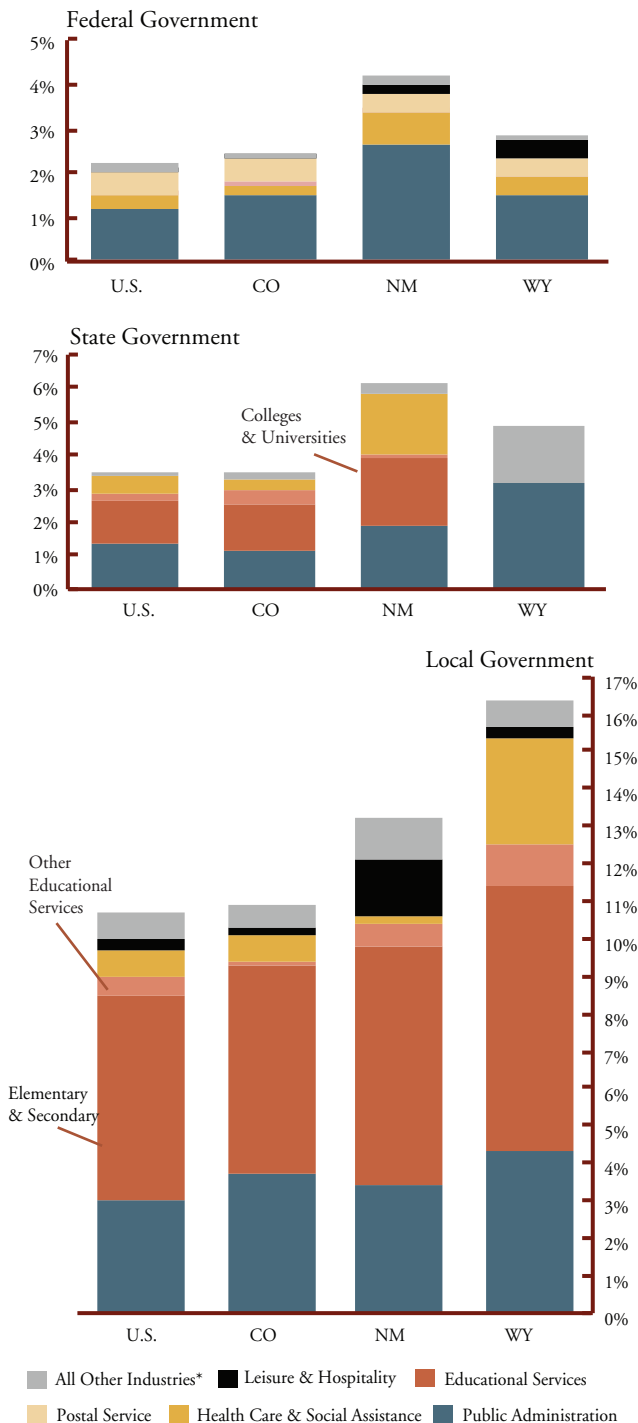 Federal Government
5%
4%
3%
2%
1%
0%
U.S. CO NM WY
State Government
7%
6%
5%
4%
3%
2%
1%
0%
Colleges
& Universities
U.S. CO NM WY
Local Government
17%
16%
15%
14%
13%
12%
11%
10%
9%
8%
7%
6%
5%
4%
3%
2%
1%
0%
Other
Educational
Services
Elementary
& Secondary
U.S. CO NM WY
All Other Industries* Leisure & Hospitality Educational Services
Postal Service Health Care & Social Assistance Public Administration